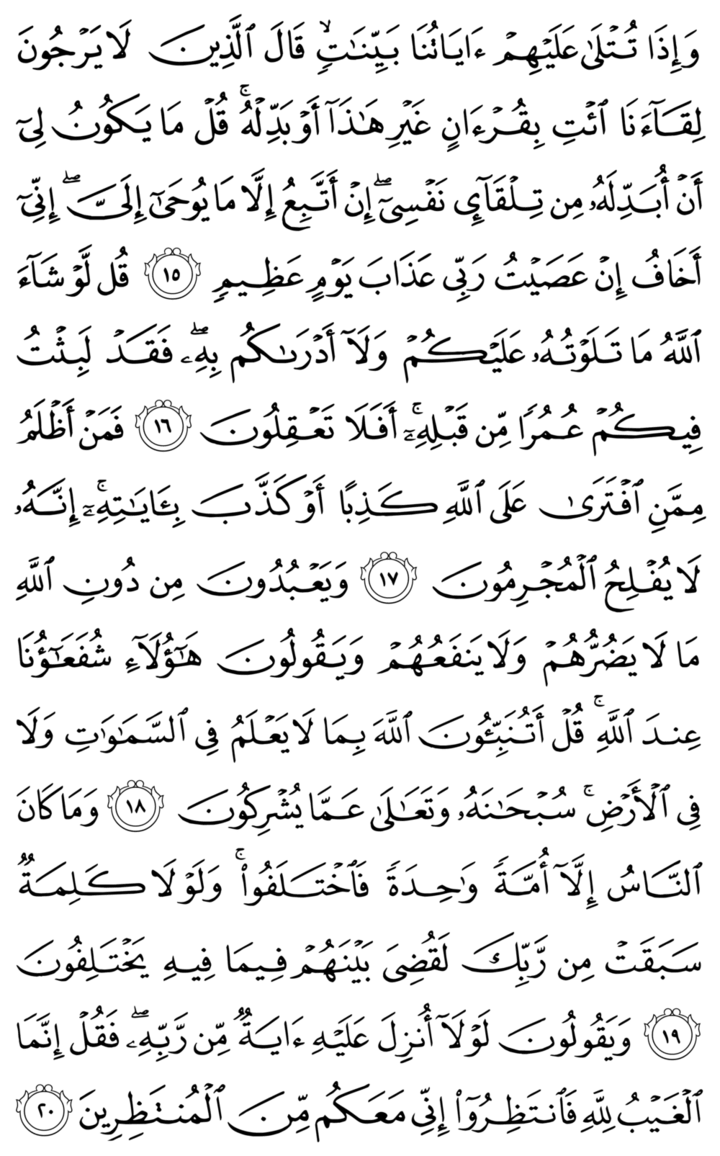 وَإِذَا تُتْلَىٰ عَلَيْهِمْ ءَايَاتُنَا بَيِّنَٰتٍۙ قَالَ ٱلَّذِينَ لَا يَرْجُونَ
لِقَآءَنَا ٱئْتِ بِقُرْءَانٍ غَيْرِ هَٰذَآ أَوْ بَدِّلْهُۚ قُلْ مَا يَكُونُ لِىٓ
أَنْ أُبَدِّلَهُۥ مِن تِلْقَآئِ نَفْسِىٓۖ إِنْ أَتَّبِعُ إِلَّا مَا يُوحَىٰٓ إِلَىَّۖ إِنِّىٓ
أَخَافُ إِنْ عَصَيْتُ رَبِّى عَذَابَ يَوْمٍ عَظِيمٍ ١٥ قُل لَّوْ شَآءَ
ٱللَّهُ مَا تَلَوْتُهُۥ عَلَيْكُمْ وَلَآ أَدْرَىٰكُم بِهِۦۖ فَقَدْ لَبِثْتُ
فِيكُمْ عُمُرًا مِّن قَبْلِهِۦٓۚ أَفَلَا تَعْقِلُونَ ١٦ فَمَنْ أَظْلَمُ
مِمَّنِ ٱفْتَرَىٰ عَلَى ٱللَّهِ كَذِبًا أَوْ كَذَّبَ بِـَٔايَٰتِهِۦٓۚ إِنَّهُۥ
لَا يُفْلِحُ ٱلْمُجْرِمُونَ ١٧ وَيَعْبُدُونَ مِن دُونِ ٱللَّهِ
مَا لَا يَضُرُّهُمْ وَلَا يَنفَعُهُمْ وَيَقُولُونَ هَٰٓؤُلَآءِ شُفَعَٰٓؤُنَا
عِندَ ٱللَّهِۚ قُلْ أَتُنَبِّـُٔونَ ٱللَّهَ بِمَا لَا يَعْلَمُ فِى ٱلسَّمَٰوَٰتِ وَلَا
فِى ٱلْأَرْضِۚ سُبْحَٰنَهُۥ وَتَعَٰلَىٰ عَمَّا يُشْرِكُونَ ١٨ وَمَا كَانَ
ٱلنَّاسُ إِلَّآ أُمَّةً وَٰحِدَةً فَٱخْتَلَفُوا۟ۚ وَلَوْلَا كَلِمَةٌ
سَبَقَتْ مِن رَّبِّكَ لَقُضِىَ بَيْنَهُمْ فِيمَا فِيهِ يَخْتَلِفُونَ
١٩ وَيَقُولُونَ لَوْلَآ أُنزِلَ عَلَيْهِ ءَايَةٌ مِّن رَّبِّهِۦۖ فَقُلْ إِنَّمَا
ٱلْغَيْبُ لِلَّهِ فَٱنتَظِرُوٓا۟ إِنِّى مَعَكُم مِّنَ ٱلْمُنتَظِرِينَ ٢٠